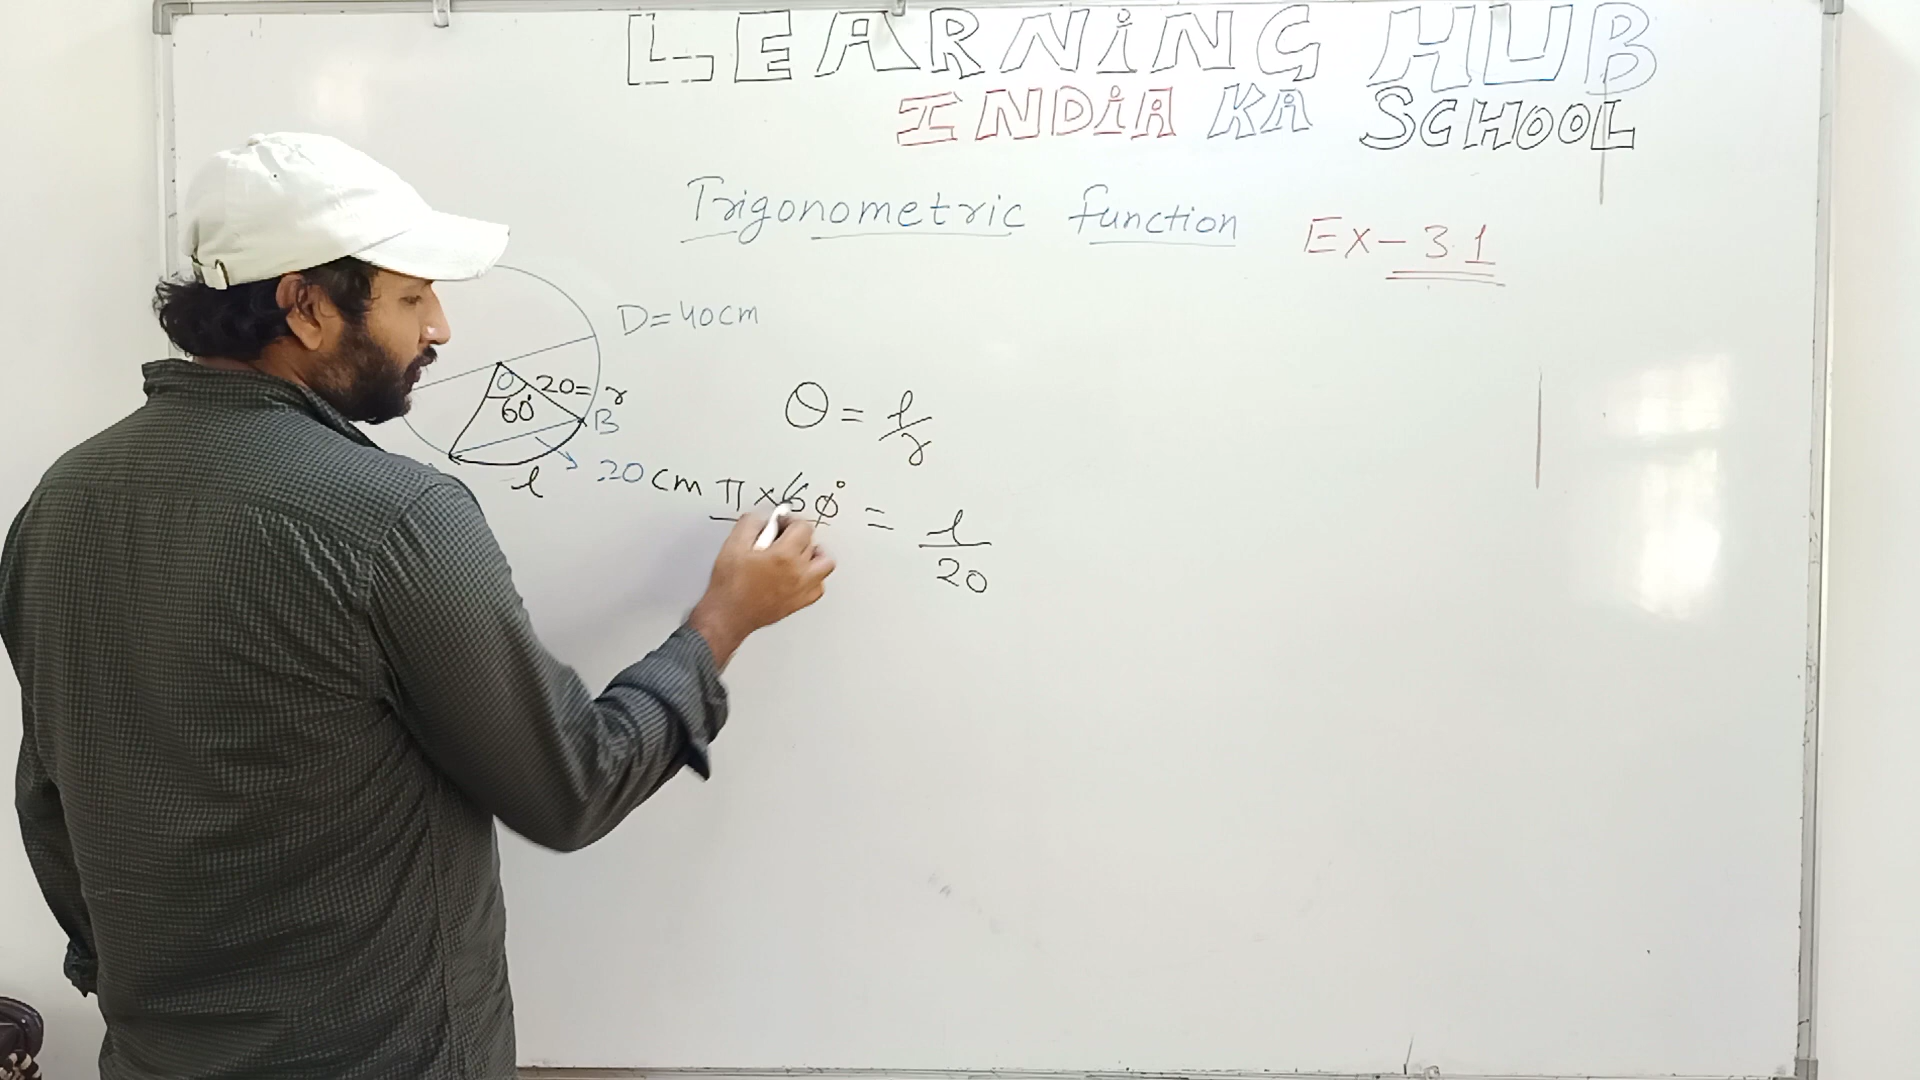 LEARNiNG HUB
INDiA KA SCHOOL
Trigonometric function Ex-3.1
D=40cm
O 20=r
60°
B
l
20cm
θ = l/r
π×60° = l/20